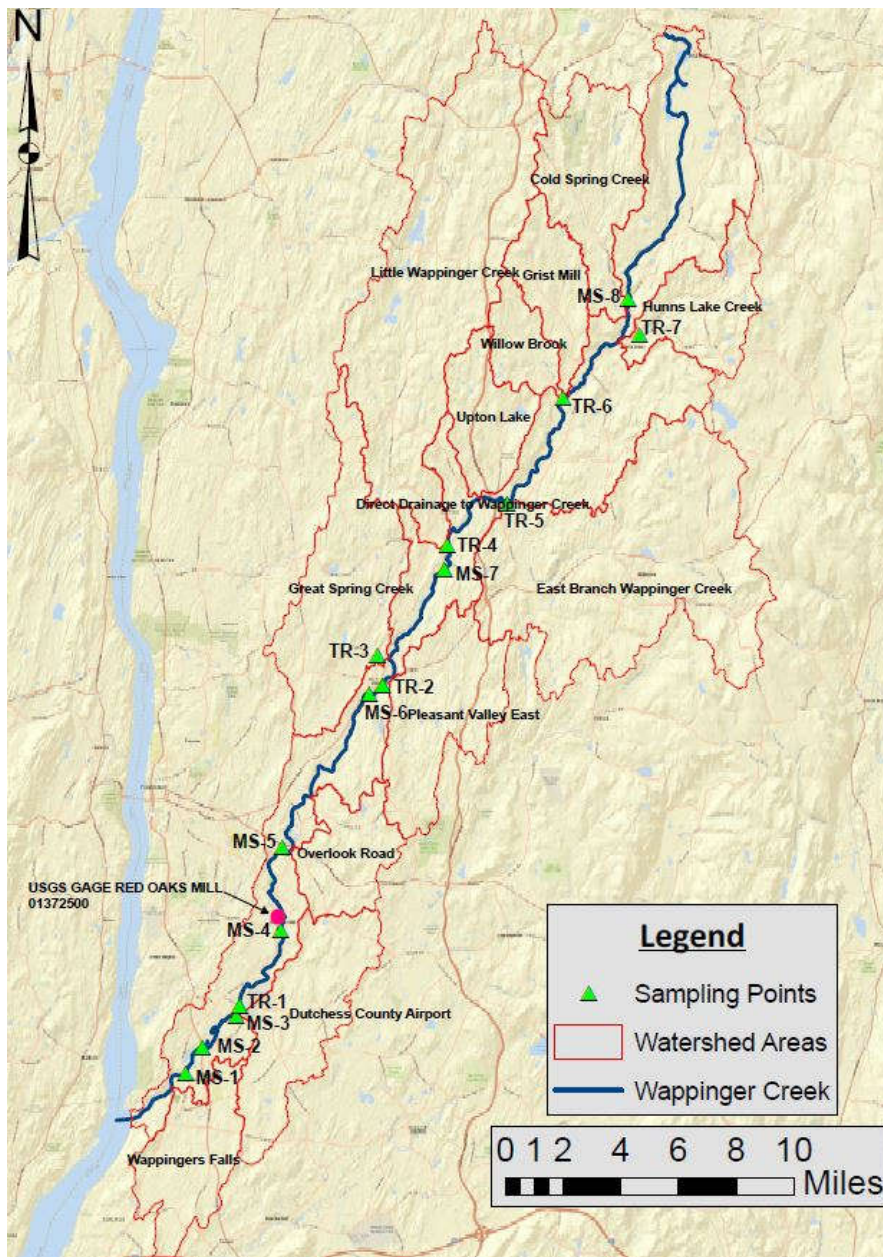 N
Cold Spring Creek
Little Wappinger Creek
Grist Mill
MS-8
Hunns Lake Creek
TR-7
Willow Brook
TR-6
Upton Lake
Direct Drainage to Wappinger Creek
TR-5
TR-4
MS-7
Great Spring Creek
East Branch Wappinger Creek
TR-3
TR-2
MS-6
Pleasant Valley East
MS-5
Overlook Road
USGS GAGE RED OAKS MILL
01372500
MS-4
TR-1
MS-3
Dutchess County Airport
MS-2
MS-1
Wappingers Falls
Legend
Sampling Points
Watershed Areas
Wappinger Creek
0 1 2 4 6 8 10
Miles